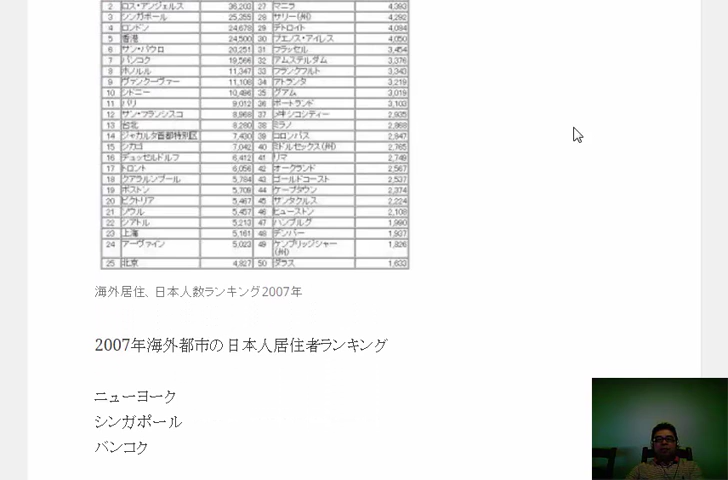 2 ロス・アンジェルス 36,203 27 マニラ 4,393
3 シンガポール 25,355 28 サリー(州) 4,292
4 ロンドン 24,678 29 デトロイト 4,094
5 香港 24,500 30 ブエノス・アイレス 4,050
6 サン・パウロ 20,251 31 ブラッセル 3,454
7 バンコク 19,566 32 アムステルダム 3,376
8 ホノルル 11,347 33 フランクフルト 3,343
9 ヴァンクーヴァー 11,108 34 アトランタ 3,219
10 シドニー 10,496 35 グアム 3,019
11 パリ 9,012 36 ポートランド 3,103
12 サン・フランシスコ 8,968 37 メキシコシティー 2,935
13 台北 8,280 38 ミラノ 2,868
14 ジャカルタ首都特別区 7,430 39 コロンバス 2,847
15 シカゴ 7,042 40 ミドルセックス(州) 2,765
16 デュッセルドルフ 6,412 41 リマ 2,749
17 トロント 6,056 42 オークランド 2,567
18 クアラルンプール 5,784 43 ゴールドコースト 2,537
19 ボストン 5,709 44 ケープタウン 2,374
20 ビクトリア 5,467 45 サンタクルス 2,224
21 ソウル 5,457 46 ヒューストン 2,108
22 シアトル 5,213 47 ハンブルグ 1,990
23 上海 5,161 48 デンバー 1,937
24 アーヴァイン 5,023 49 ケンブリッジシャー(州) 1,826
25 北京 4,827 50 ダラス 1,633
海外居住、日本人数ランキング2007年
2007年海外都市の日本人居住者ランキング
ニューヨーク
シンガポール
バンコク